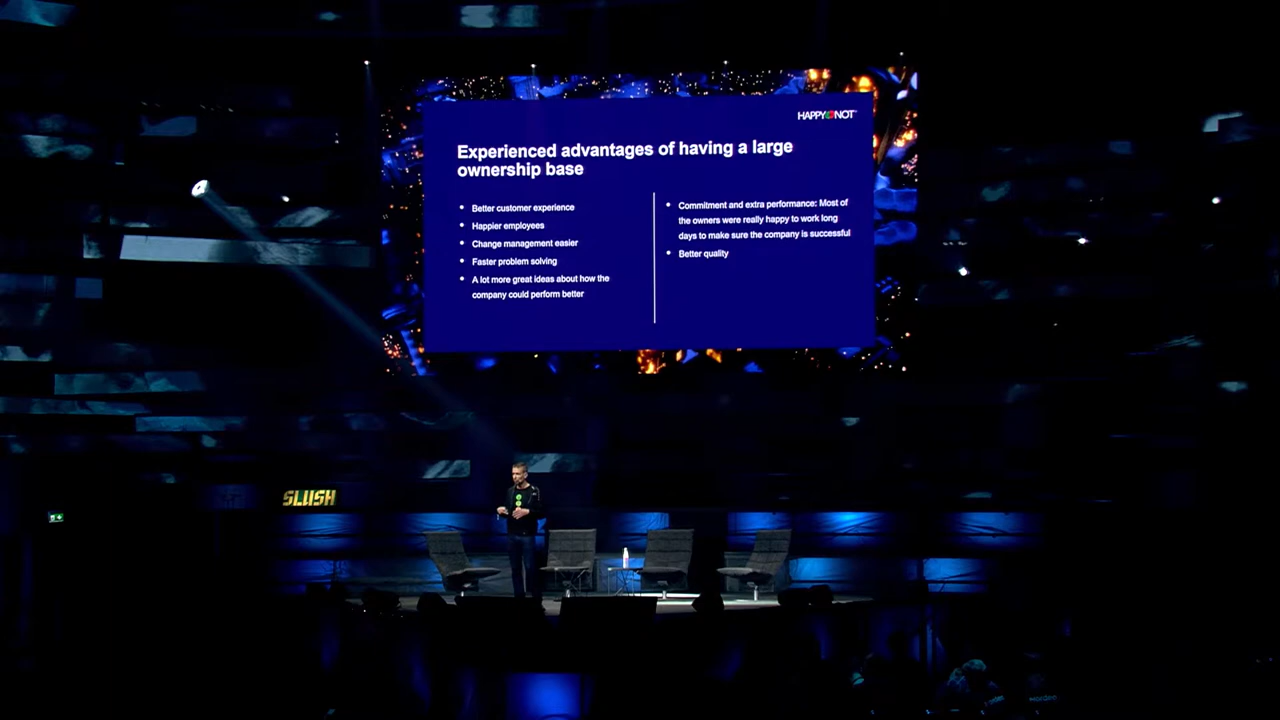 HAPPY NOT
Experienced advantages of having a large
ownership base
Better customer experience
Happier employees
Change management easier
Faster problem solving
A lot more great ideas about how the
company could perform better
Commitment and extra performance: Most of
the owners were really happy to work long
days to make sure the company is successful
Better quality
SLUSH